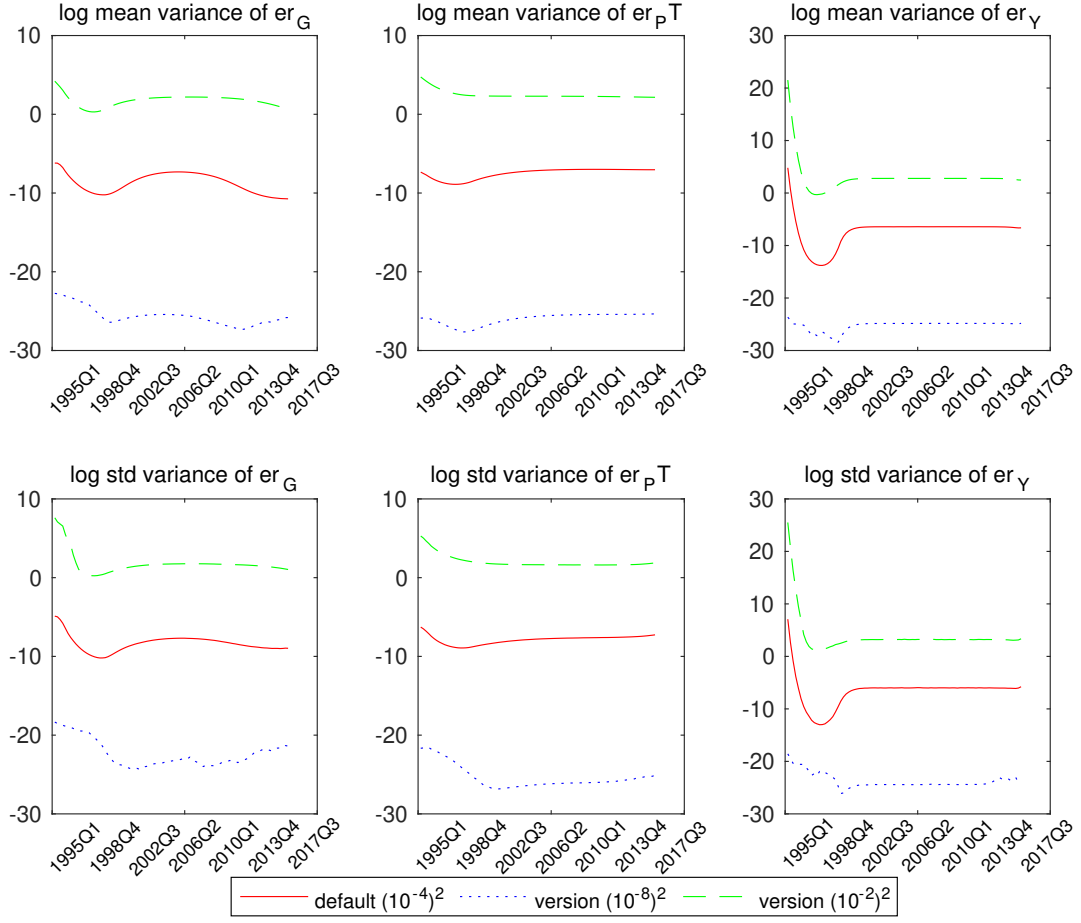 log mean variance of er_G
10
0
-10
-20
-30
1995Q1 1998Q4 2002Q3 2006Q2 2010Q1 2013Q4 2017Q3
log mean variance of er_PT
10
0
-10
-20
-30
1995Q1 1998Q4 2002Q3 2006Q2 2010Q1 2013Q4 2017Q3
log mean variance of er_Y
30
20
10
0
-10
-20
-30
1995Q1 1998Q4 2002Q3 2006Q2 2010Q1 2013Q4 2017Q3
log std variance of er_G
10
0
-10
-20
-30
1995Q1 1998Q4 2002Q3 2006Q2 2010Q1 2013Q4 2017Q3
log std variance of er_PT
10
0
-10
-20
-30
1995Q1 1998Q4 2002Q3 2006Q2 2010Q1 2013Q4 2017Q3
log std variance of er_Y
30
20
10
0
-10
-20
-30
1995Q1 1998Q4 2002Q3 2006Q2 2010Q1 2013Q4 2017Q3
default (10⁻⁴)² version (10⁻⁸)² version (10⁻²)²